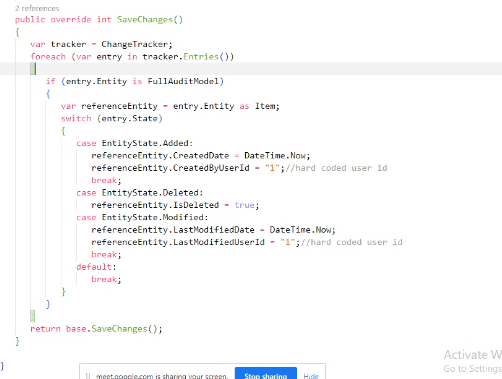 2 references
public override int SaveChanges()
{
var tracker = ChangeTracker;
foreach (var entry in tracker.Entries())
{
if (entry.Entity is FullAuditModel)
{
var referenceEntity = entry.Entity as Item;
switch (entry.State)
{
case EntityState.Added:
referenceEntity.CreatedDate = DateTime.Now;
referenceEntity.CreatedByUserId = "1";//hard coded user id
break;
case EntityState.Deleted:
referenceEntity.IsDeleted = true;
case EntityState.Modified:
referenceEntity.LastModifiedDate = DateTime.Now;
referenceEntity.LastModifiedUserId = "1";//hard coded user id
break;
default:
break;
}
}
}
return base.SaveChanges();
}
}
Activate W
Go to Settings
meet.google.com is sharing your screen.
Stop sharing
Hide